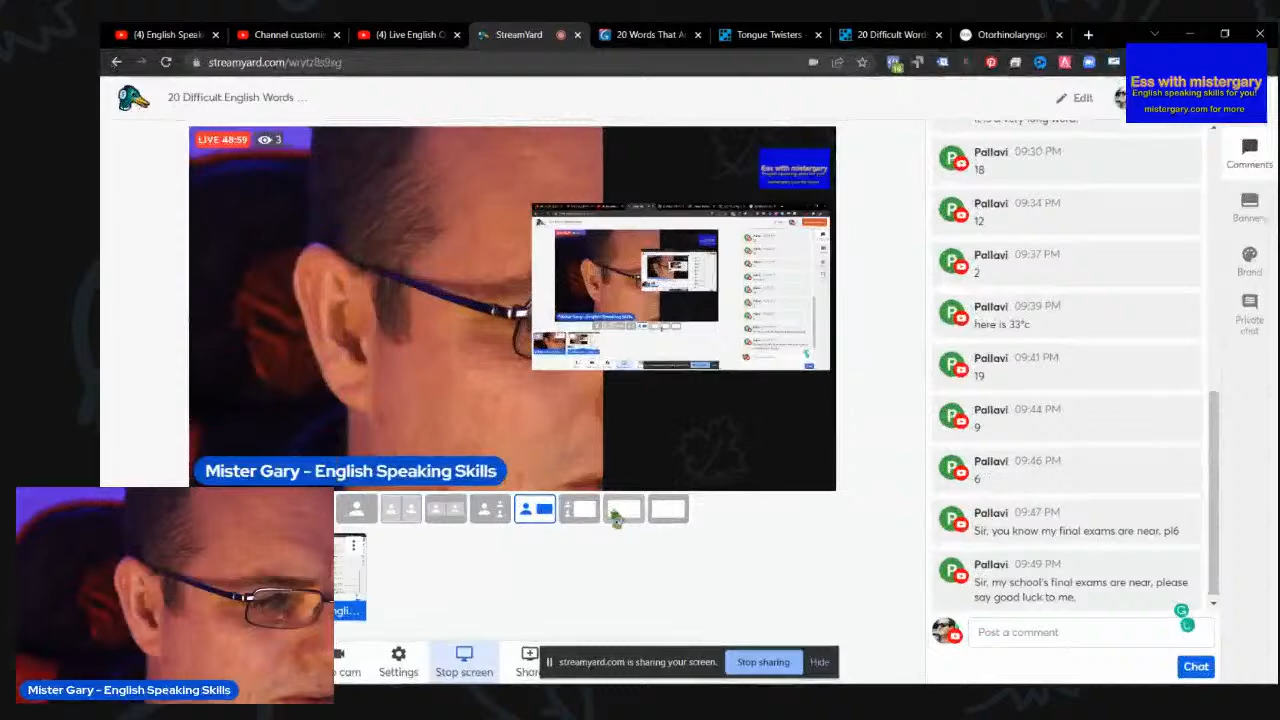 (4) English Speak
Channel customis
(4) Live English C
StreamYard
20 Words That A
Tongue Twisters
20 Difficult Word
Otorhinolaryngol
streamyard.com/wrytz8s9xg
Ess with mistergary
English speaking skills for you!
mistergary.com for more
20 Difficult English Words ...
Edit
LIVE 48:59
3
Pallavi 09:30 PM
18
Pallavi 09:34 PM
12
Pallavi 09:37 PM
2
Pallavi 09:39 PM
here is 33°c
Pallavi 09:41 PM
19
Pallavi 09:44 PM
9
Pallavi 09:46 PM
6
Pallavi 09:47 PM
Sir, you know my final exams are near. pl6
Pallavi 09:49 PM
Sir, my school's final exams are near, please
say good luck to me,
Comments
Banner
Brand
Private
chat
Mister Gary - English Speaking Skills
Post a comment
Chat
cam
Settings
Stop screen
Shar
streamyard.com is sharing your screen.
Stop sharing
Hide
Mister Gary - English Speaking Skills